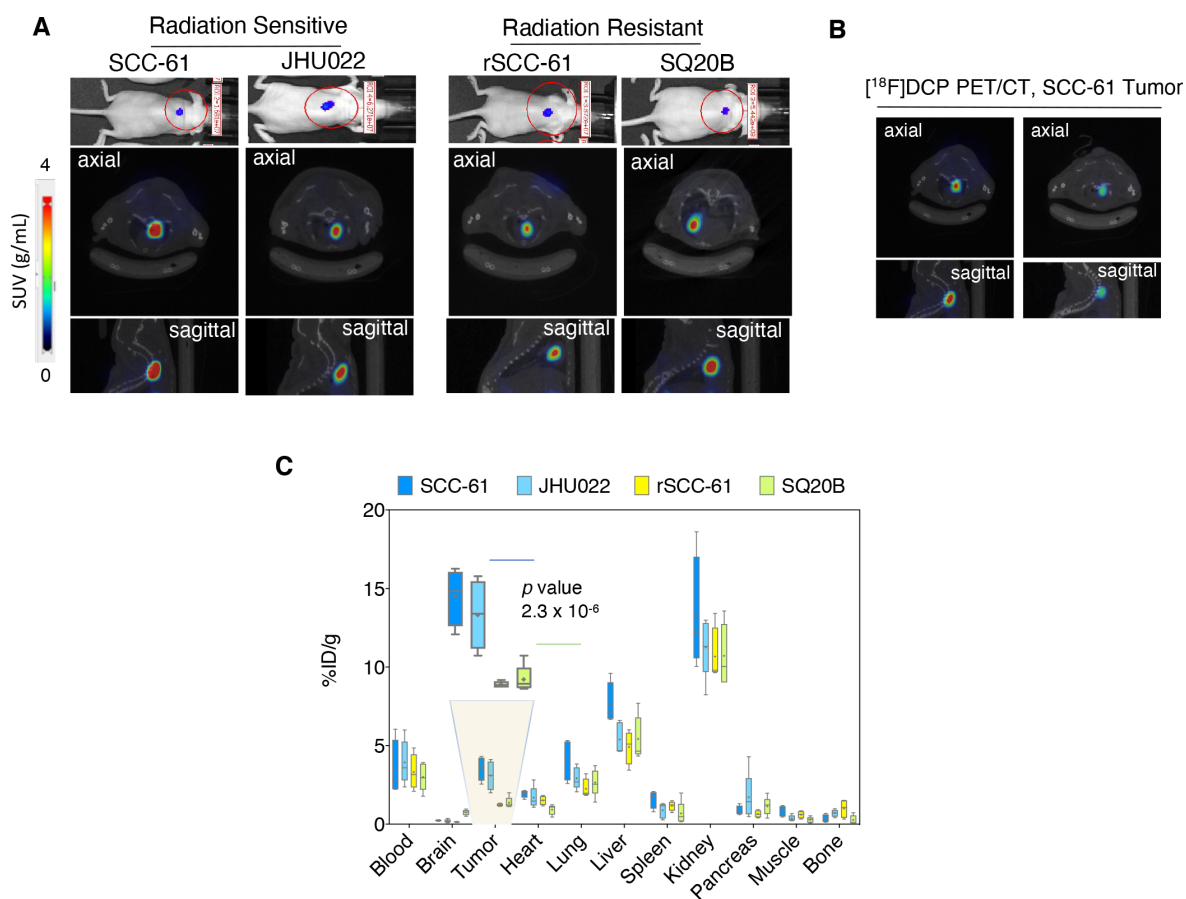 A
Radiation Sensitive
Radiation Resistant
SCC-61
JHU022
rSCC-61
SQ20B
axial
axial
axial
axial
4
SUV (g/mL)
0
sagittal
sagittal
sagittal
sagittal
B
[¹⁸F]DCP PET/CT, SCC-61 Tumor
axial
axial
sagittal
sagittal
C
SCC-61
JHU022
rSCC-61
SQ20B
%ID/g
20
15
10
5
0
p value
2.3 x 10⁻⁶
Blood
Brain
Tumor
Heart
Lung
Liver
Spleen
Kidney
Pancreas
Muscle
Bone